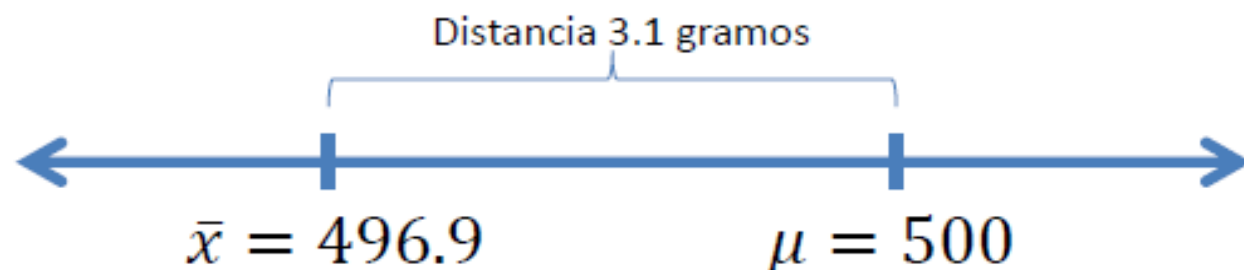 Distancia 3.1 gramos
x̄ = 496.9
μ = 500